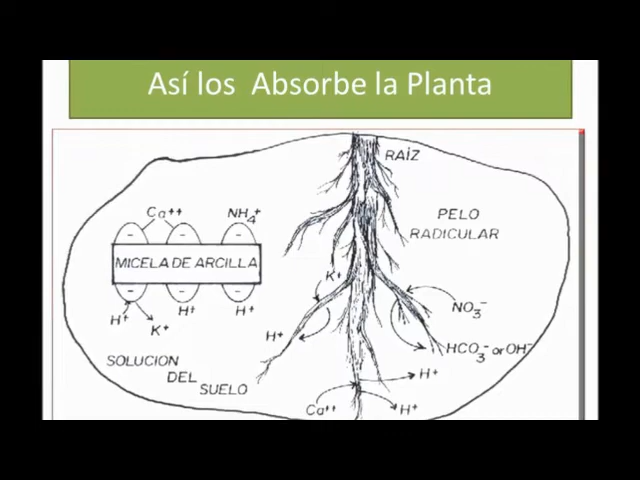 Así los Absorbe la Planta
RAÍZ
Ca++
NH4+
PELO
RADICULAR
MICELA DE ARCILLA
K+
NO3−
H+
K+
H+
H+
H+
HCO3− or OH−
SOLUCION
DEL
SUELO
H+
Ca++
H+